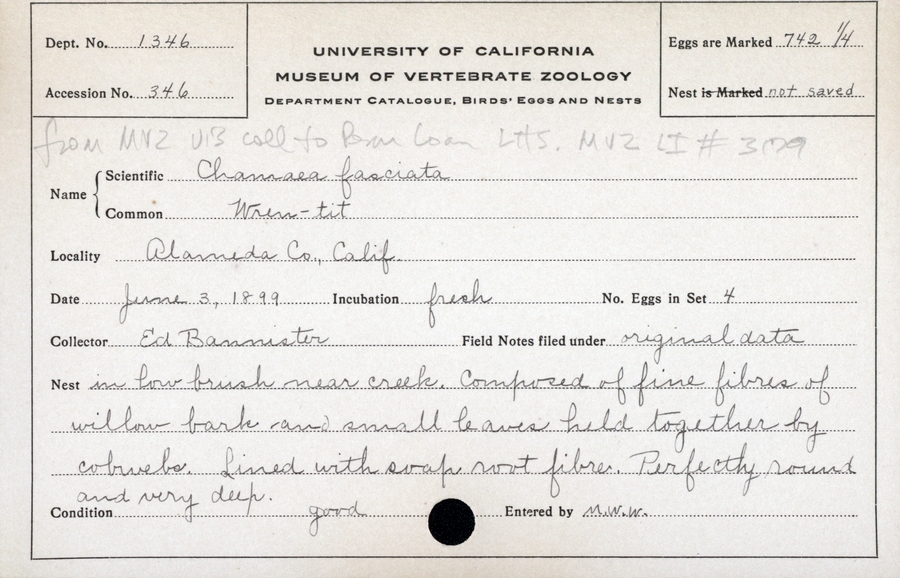 Dept. No. 1346
UNIVERSITY OF CALIFORNIA
MUSEUM OF VERTEBRATE ZOOLOGY
DEPARTMENT CATALOGUE, BIRDS' EGGS AND NESTS
Accession No. 346
Eggs are Marked 742 1/4
Nest is Marked not saved
from MVZ coll to Perm Loan LHS. MVZ LI #
Name
Scientific Chamaea fasciata
Common Wren-tit
Locality Alameda Co., Calif.
Date June 3, 1899 Incubation fresh No. Eggs in Set 4
Collector Ed Bannister Field Notes filed under original data
Nest in low brush near creek. Composed of fine fibres of
willow bark and small leaves held together by
cobwebs. Lined with soap root fibre. Perfectly round
and very deep.
Condition good Entered by M.W.W.